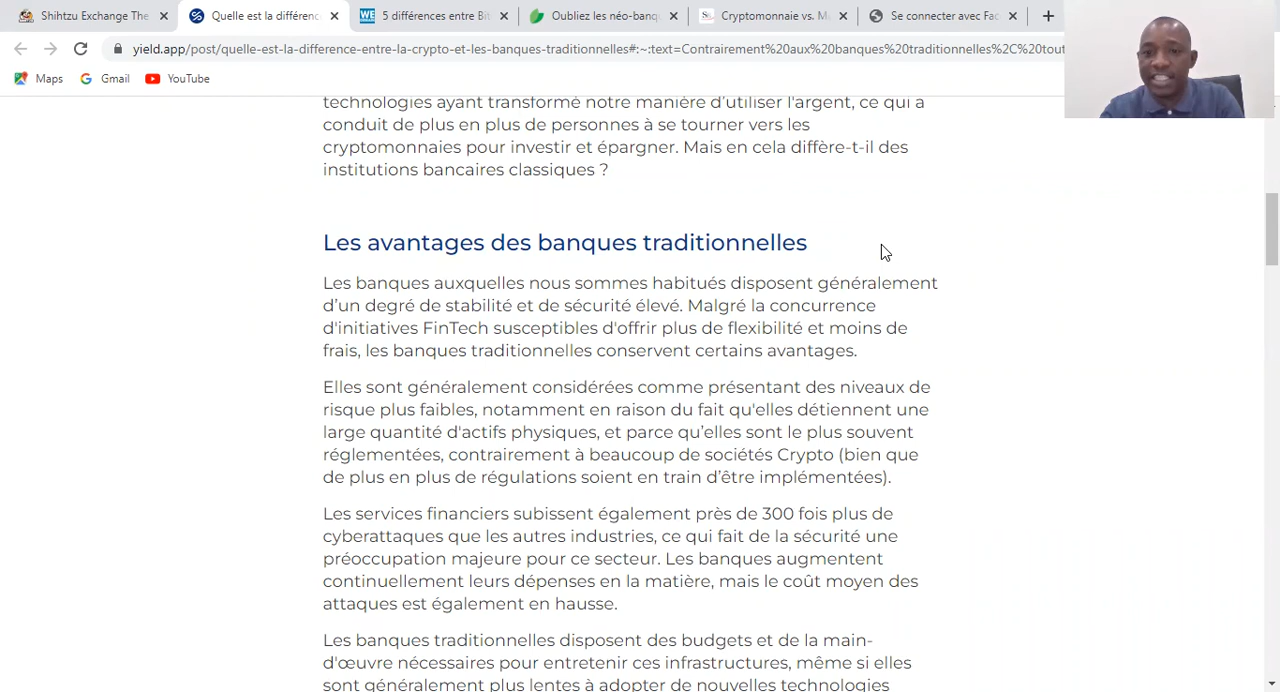 Shihtzu Exchange The
Quelle est la différenc
5 différences entre Bit
Oubliez les néo-banqu
Cryptomonnaie vs. Mo
Se connecter avec Fac
yield.app/post/quelle-est-la-difference-entre-la-crypto-et-les-banques-traditionnelles#:~:text=Contrairement%20aux%20banques%20traditionnelles%2C%20tout
Maps
Gmail
YouTube
technologies ayant transformé notre manière d’utiliser l'argent, ce qui a
conduit de plus en plus de personnes à se tourner vers les
cryptomonnaies pour investir et épargner. Mais en cela diffère-t-il des
institutions bancaires classiques ?
Les avantages des banques traditionnelles
Les banques auxquelles nous sommes habitués disposent généralement
d’un degré de stabilité et de sécurité élevé. Malgré la concurrence
d'initiatives FinTech susceptibles d'offrir plus de flexibilité et moins de
frais, les banques traditionnelles conservent certains avantages.
Elles sont généralement considérées comme présentant des niveaux de
risque plus faibles, notamment en raison du fait qu'elles détiennent une
large quantité d'actifs physiques, et parce qu’elles sont le plus souvent
réglementées, contrairement à beaucoup de sociétés Crypto (bien que
de plus en plus de régulations soient en train d’être implémentées).
Les services financiers subissent également près de 300 fois plus de
cyberattaques que les autres industries, ce qui fait de la sécurité une
préoccupation majeure pour ce secteur. Les banques augmentent
continuellement leurs dépenses en la matière, mais le coût moyen des
attaques est également en hausse.
Les banques traditionnelles disposent des budgets et de la main-
d'œuvre nécessaires pour entretenir ces infrastructures, même si elles
sont généralement plus lentes à adopter de nouvelles technologies